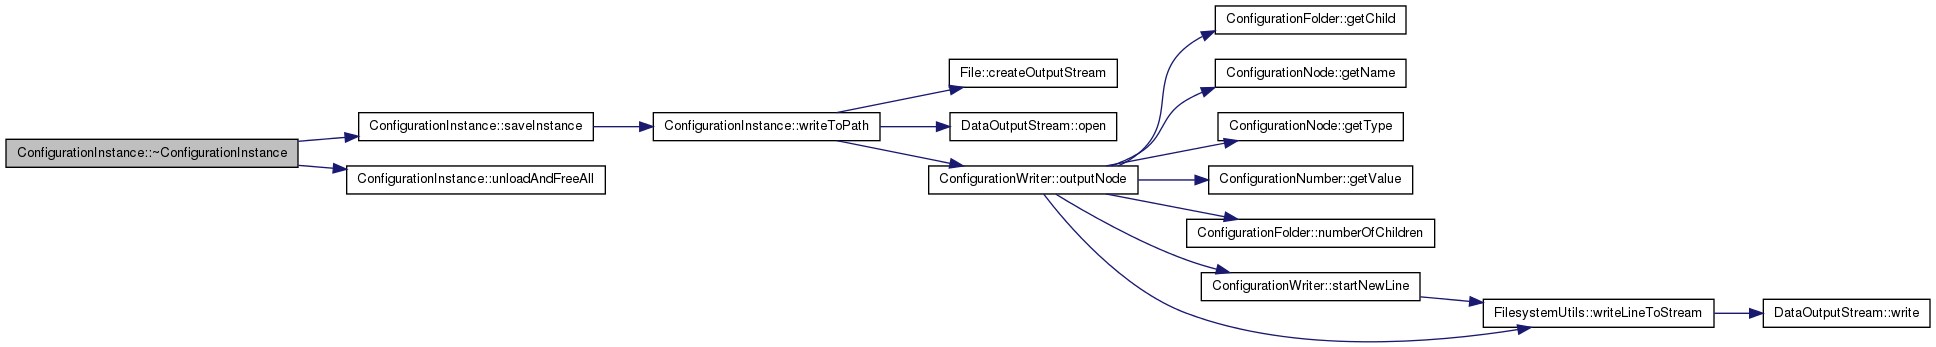 ConfigurationInstance::~ConfigurationInstance
ConfigurationInstance::saveInstance
ConfigurationInstance::unloadAndFreeAll
ConfigurationInstance::writeToPath
File::createOutputStream
DataOutputStream::open
ConfigurationWriter::outputNode
ConfigurationFolder::getChild
ConfigurationNode::getName
ConfigurationNode::getType
ConfigurationNumber::getValue
ConfigurationFolder::numberOfChildren
ConfigurationWriter::startNewLine
FilesystemUtils::writeLineToStream
DataOutputStream::write